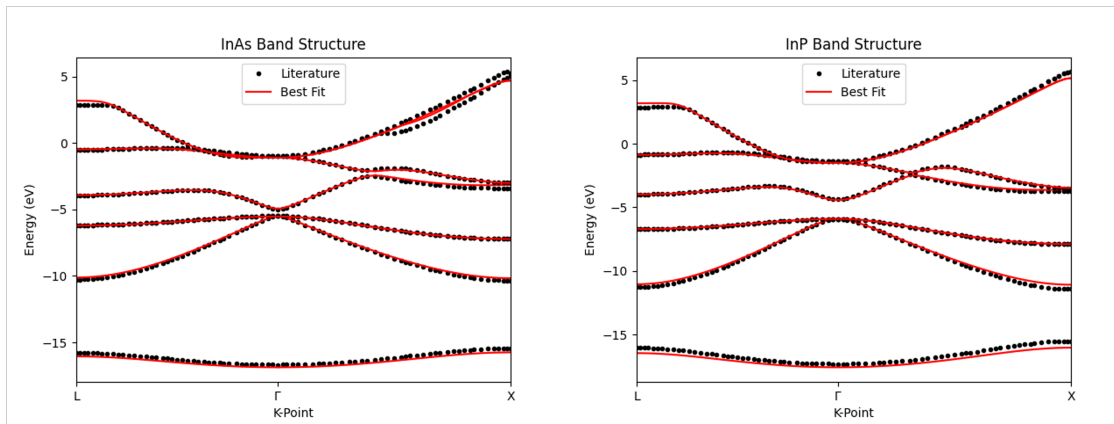 InAs Band Structure
Literature
Best Fit
5
0
−5
−10
−15
Energy (eV)
L
Γ
X
K-Point
InP Band Structure
Literature
Best Fit
5
0
−5
−10
−15
Energy (eV)
L
Γ
X
K-Point